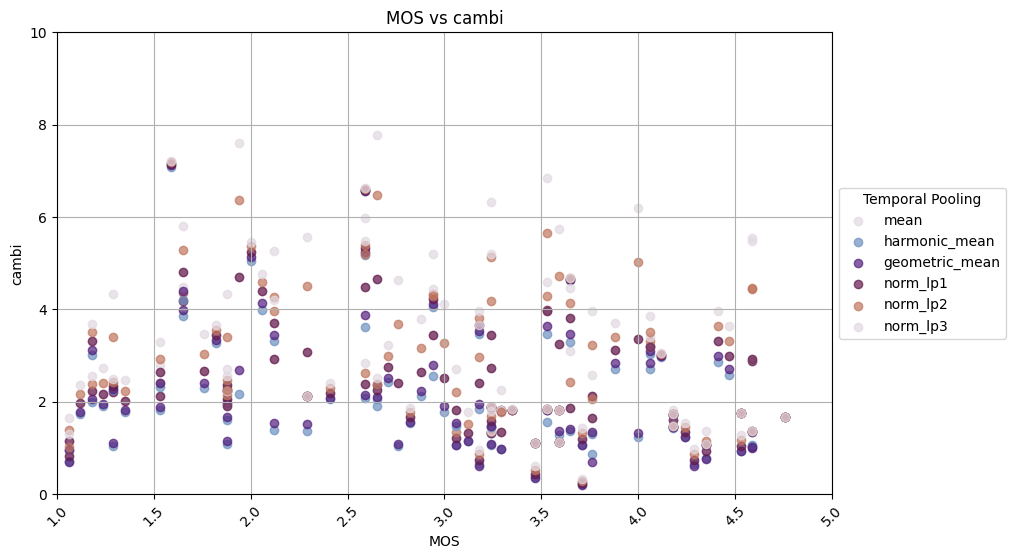 MOS vs cambi
10
8
6
4
2
0
cambi
1.0
1.5
2.0
2.5
3.0
3.5
4.0
4.5
5.0
MOS
Temporal Pooling
mean
harmonic_mean
geometric_mean
norm_lp1
norm_lp2
norm_lp3